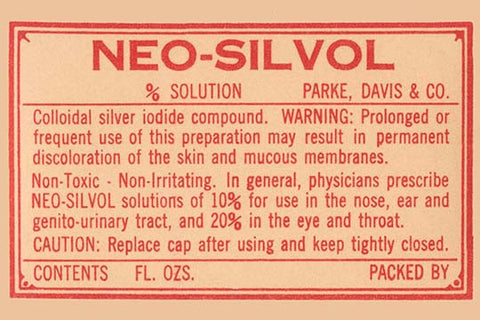 NEO-SILVOL
% SOLUTION PARKE, DAVIS & CO.
Colloidal silver iodide compound. WARNING: Prolonged or
frequent use of this preparation may result in permanent
discoloration of the skin and mucous membranes.
Non-Toxic - Non-Irritating. In general, physicians prescribe
NEO-SILVOL solutions of 10% for use in the nose, ear and
genito-urinary tract, and 20% in the eye and throat.
CAUTION: Replace cap after using and keep tightly closed.
CONTENTS FL. OZS. PACKED BY